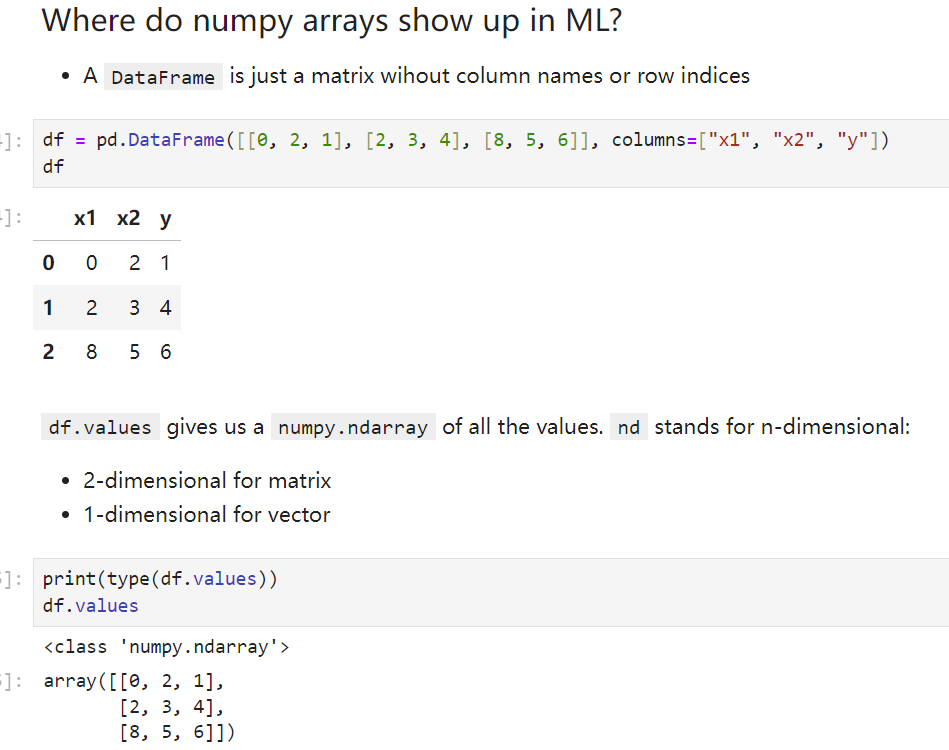 Where do numpy arrays show up in ML?
• A DataFrame is just a matrix wihout column names or row indices
]:
df = pd.DataFrame([[0, 2, 1], [2, 3, 4], [8, 5, 6]], columns=["x1", "x2", "y"])
df
]:
x1 x2 y
0 0 2 1
1 2 3 4
2 8 5 6
df.values gives us a numpy.ndarray of all the values. nd stands for n-dimensional:
• 2-dimensional for matrix
• 1-dimensional for vector
]:
print(type(df.values))
df.values
<class 'numpy.ndarray'>
]:
array([[0, 2, 1],
[2, 3, 4],
[8, 5, 6]])